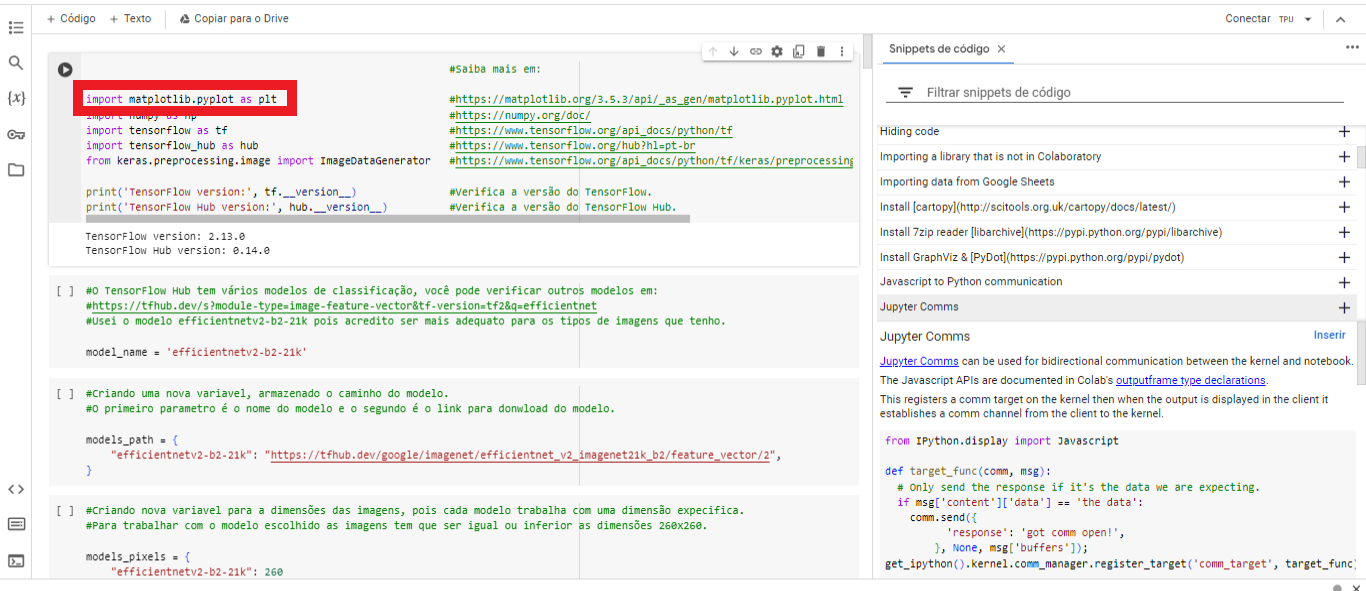 + Código + Texto Copiar para o Drive
Conectar TPU
#Saiba mais em:
import matplotlib.pyplot as plt #https://matplotlib.org/3.5.3/api/_as_gen/matplotlib.pyplot.html
import numpy as np #https://numpy.org/doc/
import tensorflow as tf #https://www.tensorflow.org/api_docs/python/tf
import tensorflow_hub as hub #https://www.tensorflow.org/hub?hl=pt-br
from keras.preprocessing.image import ImageDataGenerator #https://www.tensorflow.org/api_docs/python/tf/keras/preprocessing
print('TensorFlow version:', tf.__version__) #Verifica a versão do TensorFlow.
print('TensorFlow Hub version:', hub.__version__) #Verifica a versão do TensorFlow Hub.
TensorFlow version: 2.13.0
TensorFlow Hub version: 0.14.0
[ ] #O TensorFlow Hub tem vários modelos de classificação, você pode verificar outros modelos em:
#https://tfhub.dev/s?module-type=image-feature-vector&tf-version=tf2&q=efficientnet
#Usei o modelo efficientnetv2-b2-21k pois acredito ser mais adequato para os tipos de imagens que tenho.
model_name = 'efficientnetv2-b2-21k'
[ ] #Criando uma nova variavel, armazenado o caminho do modelo.
#O primeiro parametro é o nome do modelo e o segundo é o link para donwload do modelo.
models_path = {
"efficientnetv2-b2-21k": "https://tfhub.dev/google/imagenet/efficientnet_v2_imagenet21k_b2/feature_vector/2",
}
[ ] #Criando nova variavel para a dimensões das imagens, pois cada modelo trabalha com uma dimensão expecifica.
#Para trabalhar com o modelo escolhido as imagens tem que ser igual ou inferior as dimensões 260x260.
models_pixels = {
"efficientnetv2-b2-21k": 260
Snippets de código
Filtrar snippets de código
Hiding code
Importing a library that is not in Colaboratory
Importing data from Google Sheets
Install [cartopy](http://scitools.org.uk/cartopy/docs/latest/)
Install 7zip reader [libarchive](https://pypi.python.org/pypi/libarchive)
Install GraphViz & [PyDot](https://pypi.python.org/pypi/pydot)
Javascript to Python communication
Jupyter Comms
Jupyter Comms Inserir
Jupyter Comms can be used for bidirectional communication between the kernel and notebook.
The Javascript APIs are documented in Colab's outputframe type declarations.
This registers a comm target on the kernel then when the output is displayed in the client it
establishes a comm channel from the client to the kernel.
from IPython.display import Javascript
def target_func(comm, msg):
# Only send the response if it's the data we are expecting.
if msg['content']['data'] == 'the data':
comm.send({
'response': 'got comm open!',
}, None, msg['buffers']);
get_ipython().kernel.comm_manager.register_target('comm_target', target_func)